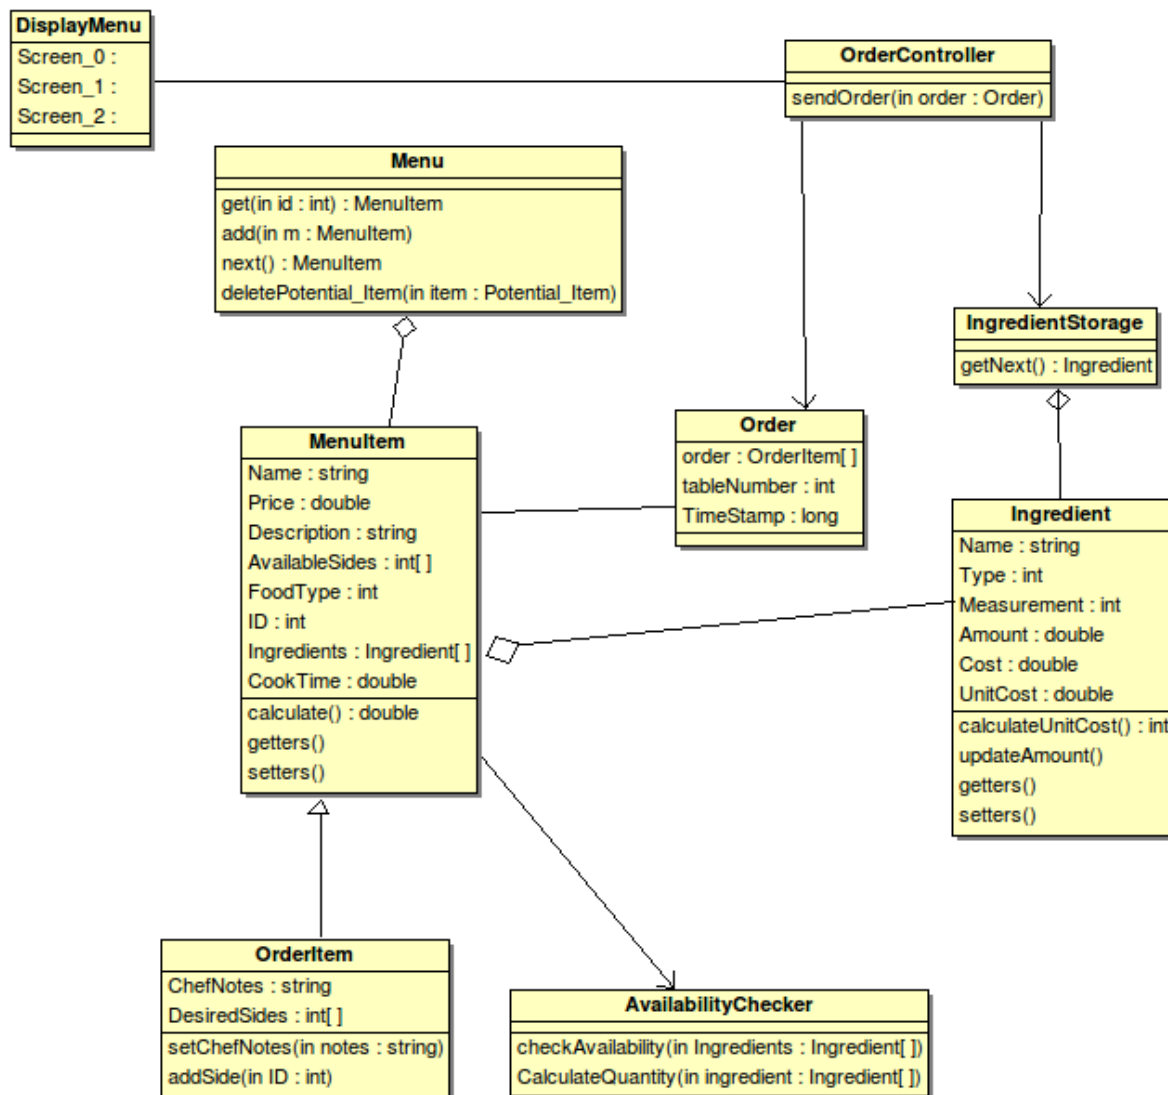 DisplayMenu
Screen_0 :
Screen_1 :
Screen_2 :
OrderController
sendOrder(in order : Order)
Menu
get(in id : int) : MenuItem
add(in m : MenuItem)
next() : MenuItem
deletePotential_Item(in item : Potential_Item)
IngredientStorage
getNext() : Ingredient
Order
order : OrderItem[ ]
tableNumber : int
TimeStamp : long
MenuItem
Name : string
Price : double
Description : string
AvailableSides : int[ ]
FoodType : int
ID : int
Ingredients : Ingredient[ ]
CookTime : double
calculate() : double
getters()
setters()
Ingredient
Name : string
Type : int
Measurement : int
Amount : double
Cost : double
UnitCost : double
calculateUnitCost() : int
updateAmount()
getters()
setters()
OrderItem
ChefNotes : string
DesiredSides : int[ ]
setChefNotes(in notes : string)
addSide(in ID : int)
AvailabilityChecker
checkAvailability(in Ingredients : Ingredient[ ])
CalculateQuantity(in ingredient : Ingredient[ ])